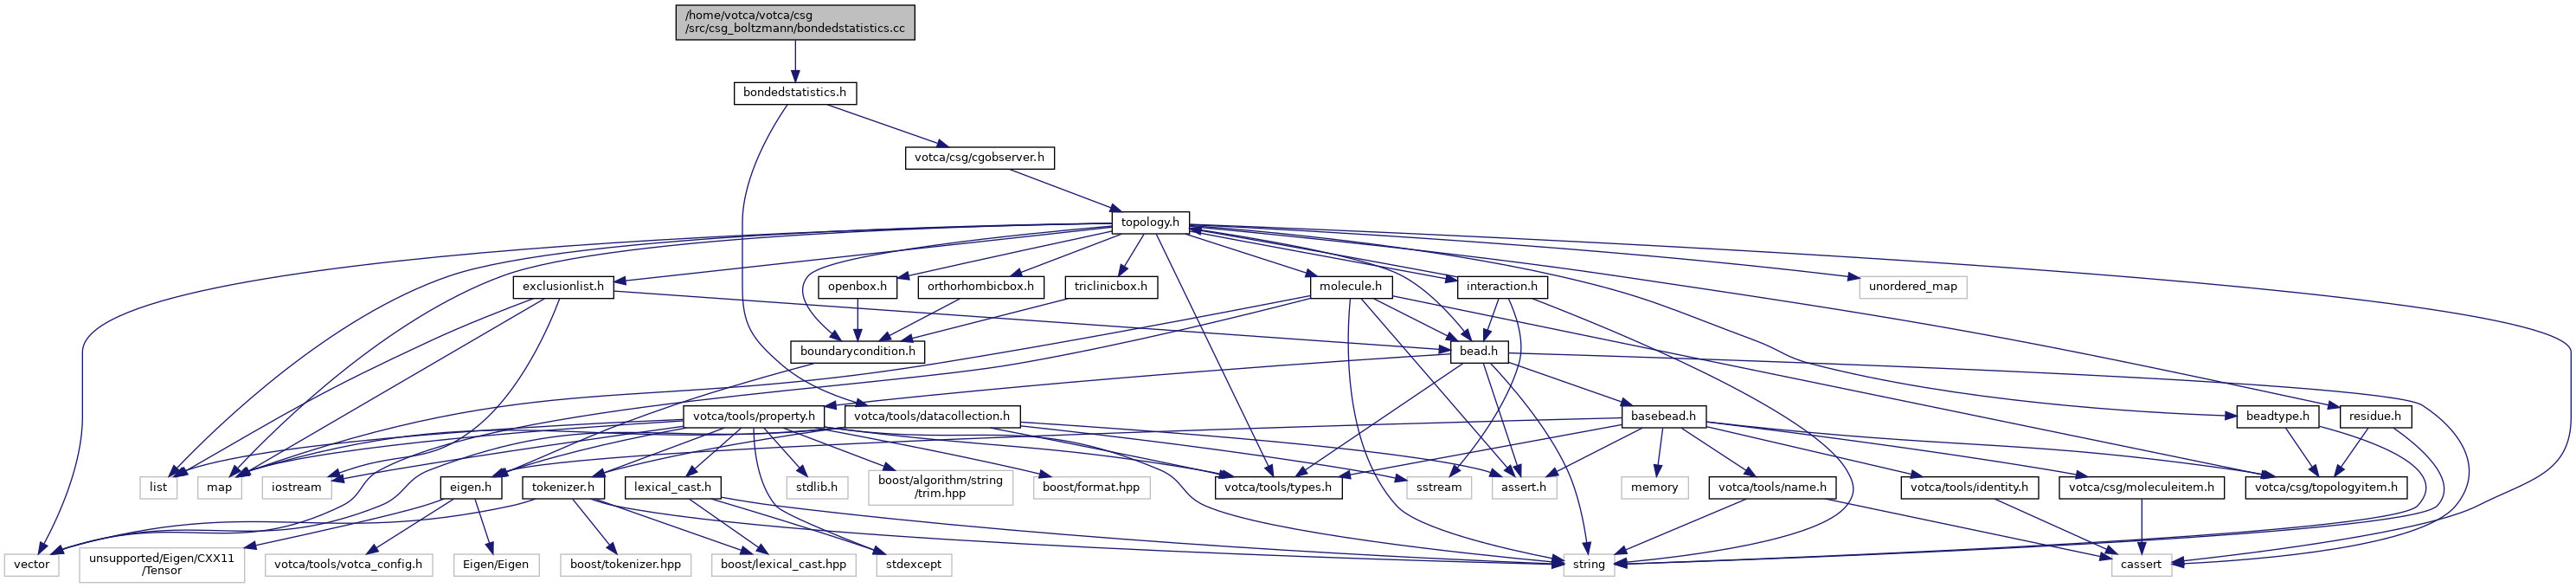 /home/votca/votca/csg
/src/csg_boltzmann/bondedstatistics.cc
bondedstatistics.h
votca/csg/cgobserver.h
topology.h
exclusionlist.h
openbox.h
orthorhombicbox.h
triclinicbox.h
molecule.h
interaction.h
unordered_map
boundarycondition.h
bead.h
votca/tools/property.h
votca/tools/datacollection.h
basebead.h
beadtype.h
residue.h
list
map
iostream
eigen.h
tokenizer.h
lexical_cast.h
stdlib.h
boost/algorithm/string
/trim.hpp
boost/format.hpp
votca/tools/types.h
sstream
assert.h
memory
votca/tools/name.h
votca/tools/identity.h
votca/csg/moleculeitem.h
votca/csg/topologyitem.h
vector
unsupported/Eigen/CXX11
/Tensor
votca/tools/votca_config.h
Eigen/Eigen
boost/tokenizer.hpp
boost/lexical_cast.hpp
stdexcept
string
cassert